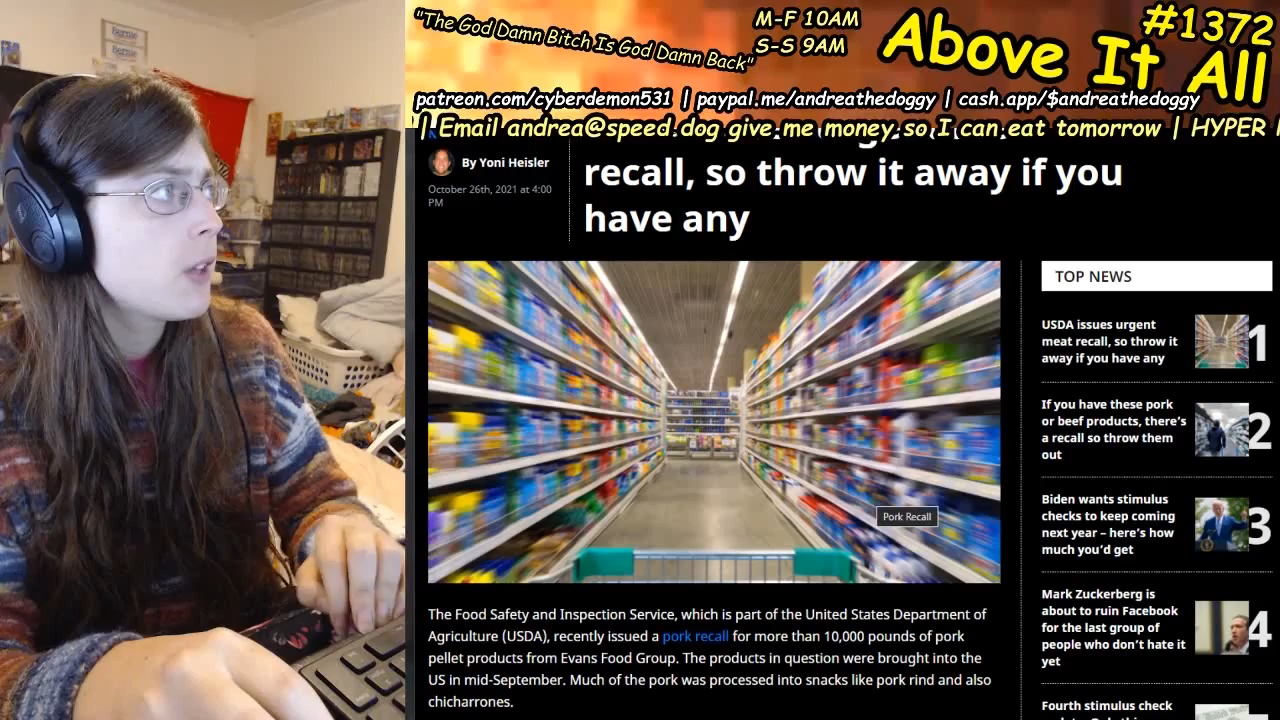 "The God Damn Bitch Is God Damn Back"
M-F 10AM
S-S 9AM
#1372
Above It All
patreon.com/cyberdemon531 | paypal.me/andreathedoggy | cash.app/$andreathedoggy
| Email andrea@speed.dog give me money so I can eat tomorrow | HYPER
By Yoni Heisler
October 26th, 2021 at 4:00
PM
recall, so throw it away if you
have any
Pork Recall
The Food Safety and Inspection Service, which is part of the United States Department of
Agriculture (USDA), recently issued a pork recall for more than 10,000 pounds of pork
pellet products from Evans Food Group. The products in question were brought into the
US in mid-September. Much of the pork was processed into snacks like pork rind and also
chicharrones.
TOP NEWS
USDA issues urgent
meat recall, so throw it
away if you have any
1
If you have these pork
or beef products, there's
a recall so throw them
out
2
Biden wants stimulus
checks to keep coming
next year – here's how
much you'd get
3
Mark Zuckerberg is
about to ruin Facebook
for the last group of
people who don't hate it
yet
4
Fourth stimulus check
Bernie